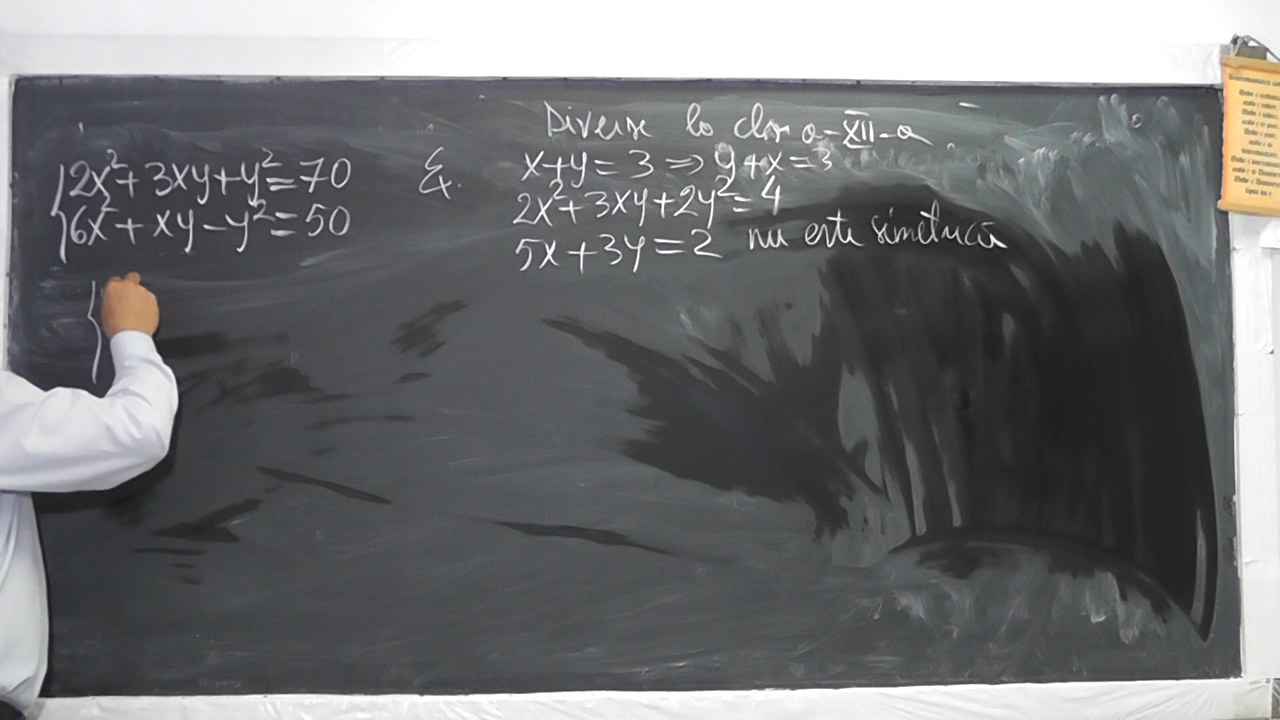 2x²+3xy+y²=70
6x²+xy-y²=50
Ex.
Diverse la clasa a-XII-a
x+y=3⇒y+x=3
2x²+3xy+2y²=4
5x+3y=2 nu este simetrică